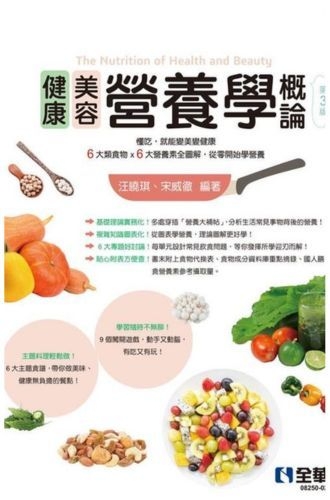 The Nutrition of Health and Beauty
健康
美容
營養學
概論
第3版
懂吃，就能變美變健康
6大類食物 x 6大營養素全圖解，從零開始學營養
汪曉琪、宋威徹 編著
基礎理論實務化！多處穿插「營養大補帖」，分析生活常見事物背後的營養！
複雜知識圖表化！從圖表學營養，理論圖解更好學！
6大專題好討論！每單元設計常見飲食問題，等你發揮所學迎刃而解！
貼心附表方便查！書末附上食物代換表、食物成分資料庫重點摘錄、國人膳
食營養素參考攝取量。
學習隨時不無聊！
9個闖關遊戲，動手又動腦，
有吃又有玩！
主題料理輕鬆做！
6大主題食譜，帶你做美味、
健康無負擔的餐點！
全華
08250-0